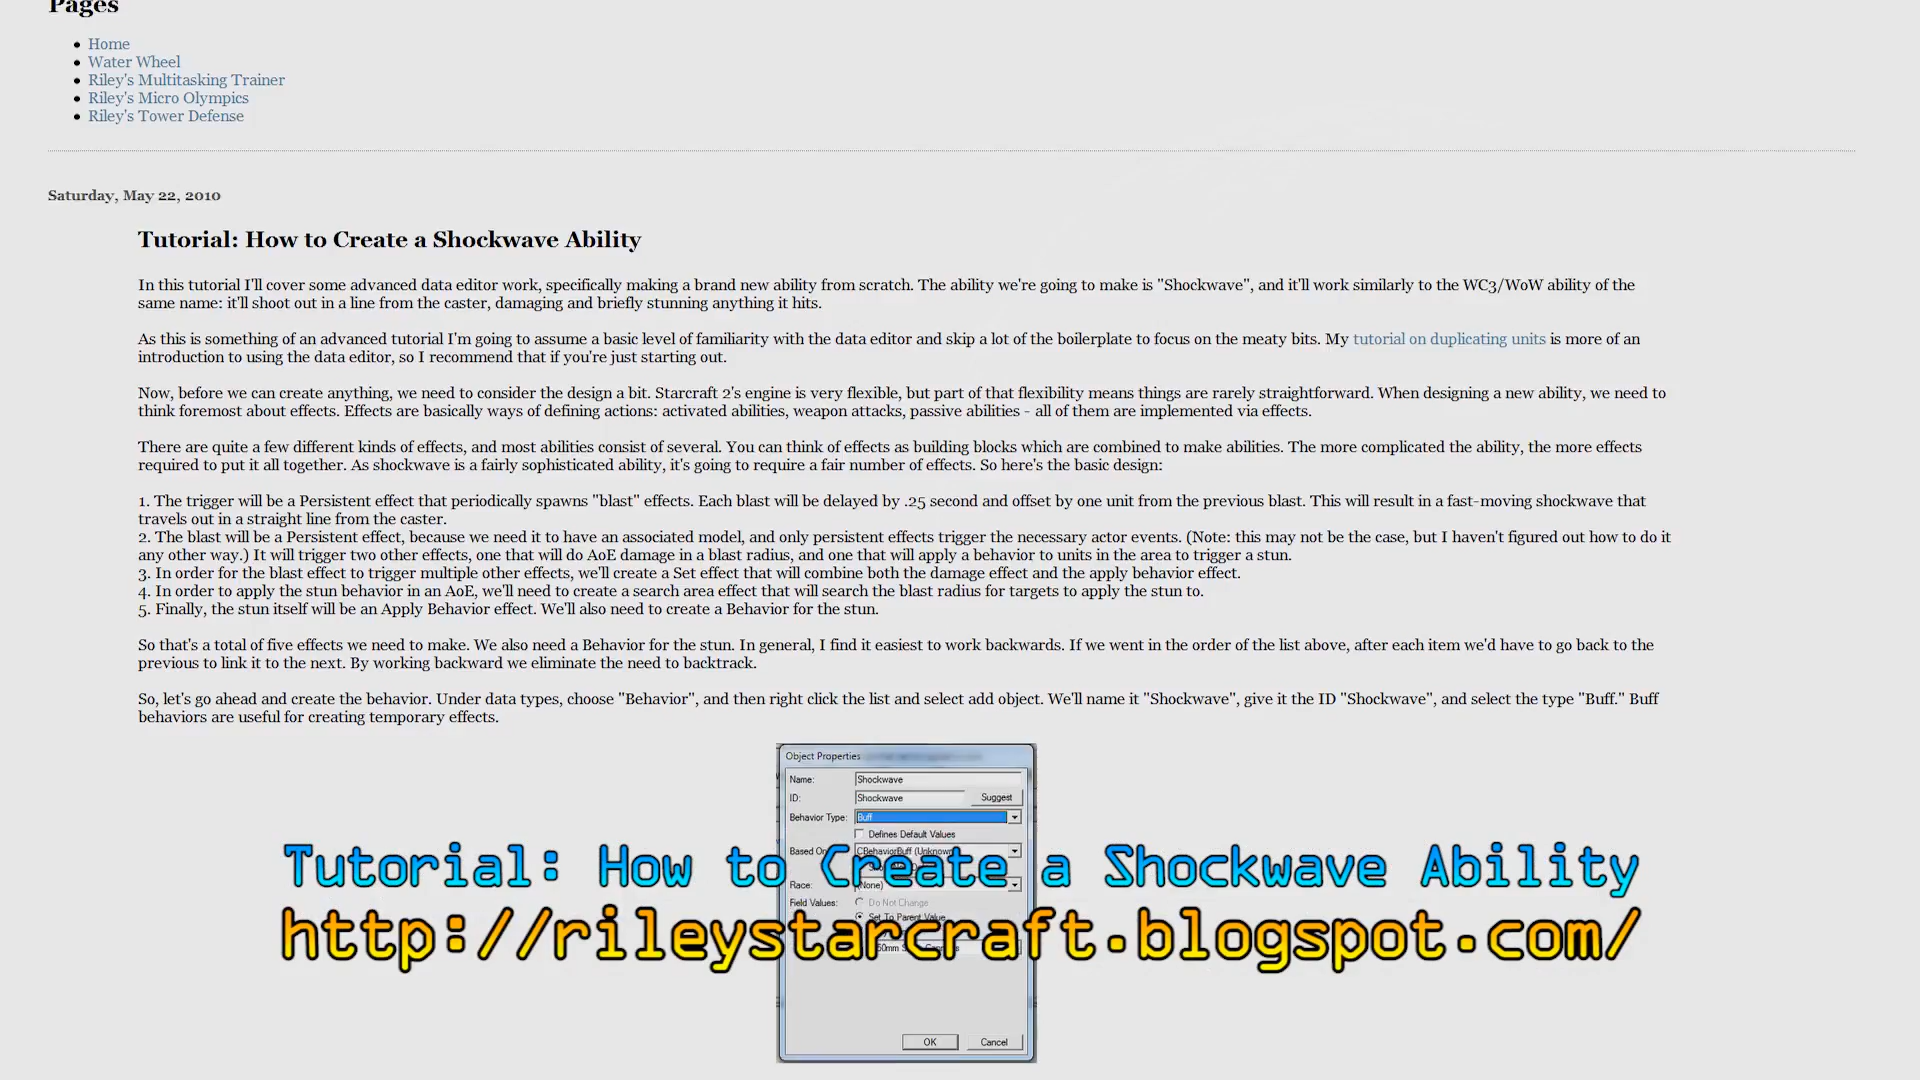 Pages
Home
Water Wheel
Riley's Multitasking Trainer
Riley's Micro Olympics
Riley's Tower Defense
Saturday, May 22, 2010
Tutorial: How to Create a Shockwave Ability
In this tutorial I'll cover some advanced data editor work, specifically making a brand new ability from scratch. The ability we're going to make is "Shockwave", and it'll work similarly to the WC3/WoW ability of the
same name: it'll shoot out in a line from the caster, damaging and briefly stunning anything it hits.
As this is something of an advanced tutorial I'm going to assume a basic level of familiarity with the data editor and skip a lot of the boilerplate to focus on the meaty bits. My tutorial on duplicating units is more of an
introduction to using the data editor, so I recommend that if you're just starting out.
Now, before we can create anything, we need to consider the design a bit. Starcraft 2's engine is very flexible, but part of that flexibility means things are rarely straightforward. When designing a new ability, we need to
think foremost about effects. Effects are basically ways of defining actions: activated abilities, weapon attacks, passive abilities - all of them are implemented via effects.
There are quite a few different kinds of effects, and most abilities consist of several. You can think of effects as building blocks which are combined to make abilities. The more complicated the ability, the more effects
required to put it all together. As shockwave is a fairly sophisticated ability, it's going to require a fair number of effects. So here's the basic design:
1. The trigger will be a Persistent effect that periodically spawns "blast" effects. Each blast will be delayed by .25 second and offset by one unit from the previous blast. This will result in a fast-moving shockwave that
travels out in a straight line from the caster.
2. The blast will be a Persistent effect, because we need it to have an associated model, and only persistent effects trigger the necessary actor events. (Note: this may not be the case, but I haven't figured out how to do it
any other way.) It will trigger two other effects, one that will do AoE damage in a blast radius, and one that will apply a behavior to units in the area to trigger a stun.
3. In order for the blast effect to trigger multiple other effects, we'll create a Set effect that will combine both the damage effect and the apply behavior effect.
4. In order to apply the stun behavior in an AoE, we'll need to create a search area effect that will search the blast radius for targets to apply the stun to.
5. Finally, the stun itself will be an Apply Behavior effect. We'll also need to create a Behavior for the stun.
So that's a total of five effects we need to make. We also need a Behavior for the stun. In general, I find it easiest to work backwards. If we went in the order of the list above, after each item we'd have to go back to the
previous to link it to the next. By working backward we eliminate the need to backtrack.
So, let's go ahead and create the behavior. Under data types, choose "Behavior", and then right click the list and select add object. We'll name it "Shockwave", give it the ID "Shockwave", and select the type "Buff." Buff
behaviors are useful for creating temporary effects.
Object Properties
Name: Shockwave
ID: Shockwave Suggest
Behavior Type: Buff
Defines Default Values
Based On: CBehaviorBuff (Unknown
Tutorial: How to Create a Shockwave Ability
Race: (None)
Field Values: Do Not Change
Set To Parent Value
http://rileystarcraft.blogspot.com/
OK Cancel